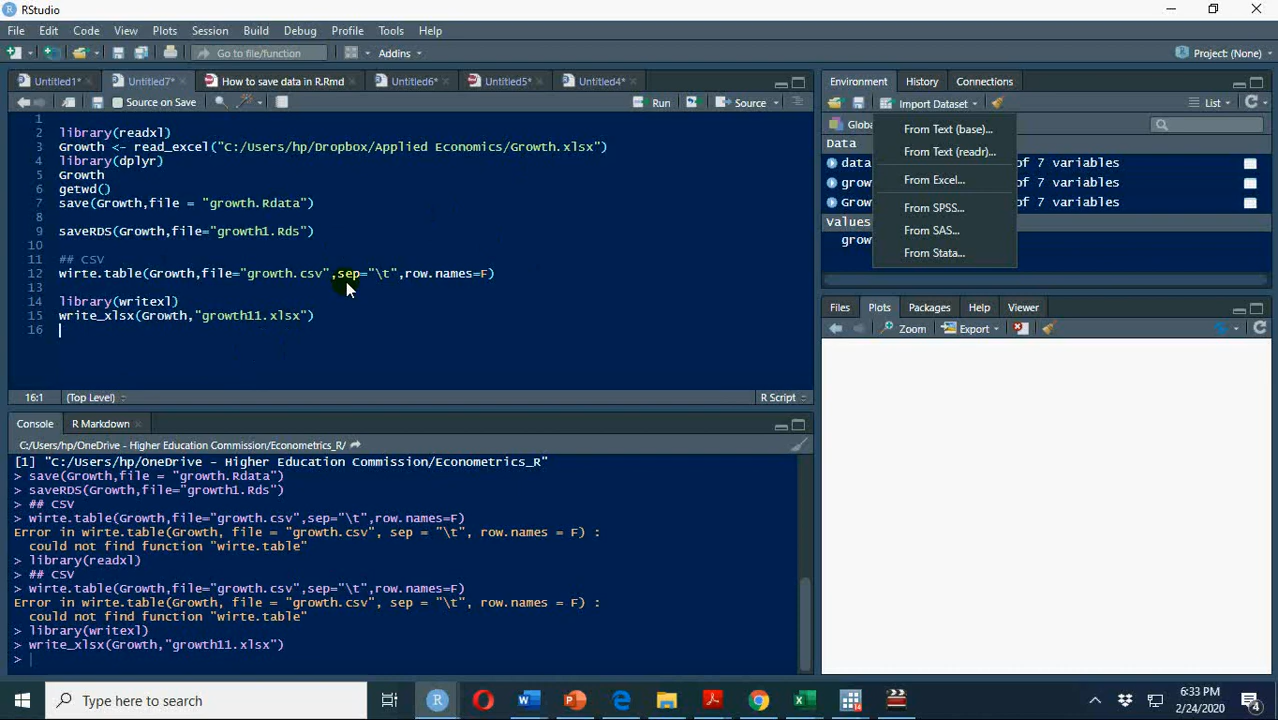 RStudio
File Edit Code View Plots Session Build Debug Profile Tools Help
Go to file/function Addins Project: (None)
Untitled1* Untitled7* How to save data in R.Rmd Untitled6* Untitled5* Untitled4*
Source on Save Run Source
1
2 library(readxl)
3 Growth <- read_excel("C:/Users/hp/Dropbox/Applied Economics/Growth.xlsx")
4 library(dplyr)
5 Growth
6 getwd()
7 save(Growth,file = "growth.Rdata")
8
9 saveRDS(Growth,file="growth1.Rds")
10
11 ## CSV
12 wirte.table(Growth,file="growth.csv",sep="\t",row.names=F)
13
14 library(writexl)
15 write_xlsx(Growth,"growth11.xlsx")
16
16:1 (Top Level) R Script
Console R Markdown
C:/Users/hp/OneDrive - Higher Education Commission/Econometrics_R/
[1] "C:/Users/hp/OneDrive - Higher Education Commission/Econometrics_R"
> save(Growth,file = "growth.Rdata")
> saveRDS(Growth,file="growth1.Rds")
> ## CSV
> wirte.table(Growth,file="growth.csv",sep="\t",row.names=F)
Error in wirte.table(Growth, file = "growth.csv", sep = "\t", row.names = F) :
could not find function "wirte.table"
> library(readxl)
> ## CSV
> wirte.table(Growth,file="growth.csv",sep="\t",row.names=F)
Error in wirte.table(Growth, file = "growth.csv", sep = "\t", row.names = F) :
could not find function "wirte.table"
> library(writexl)
> write_xlsx(Growth,"growth11.xlsx")
>
Environment History Connections
Import Dataset List
Globa
Data
data of 7 variables
grow of 7 variables
Grow of 7 variables
Values
grow
From Text (base)...
From Text (readr)...
From Excel...
From SPSS...
From SAS...
From Stata...
Files Plots Packages Help Viewer
Zoom Export
Type here to search
6:33 PM
2/24/2020
4